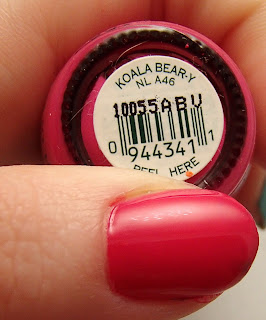 KOALA BEAR-Y
NL A46
10055ABV
0 944341 1
PEEL HERE